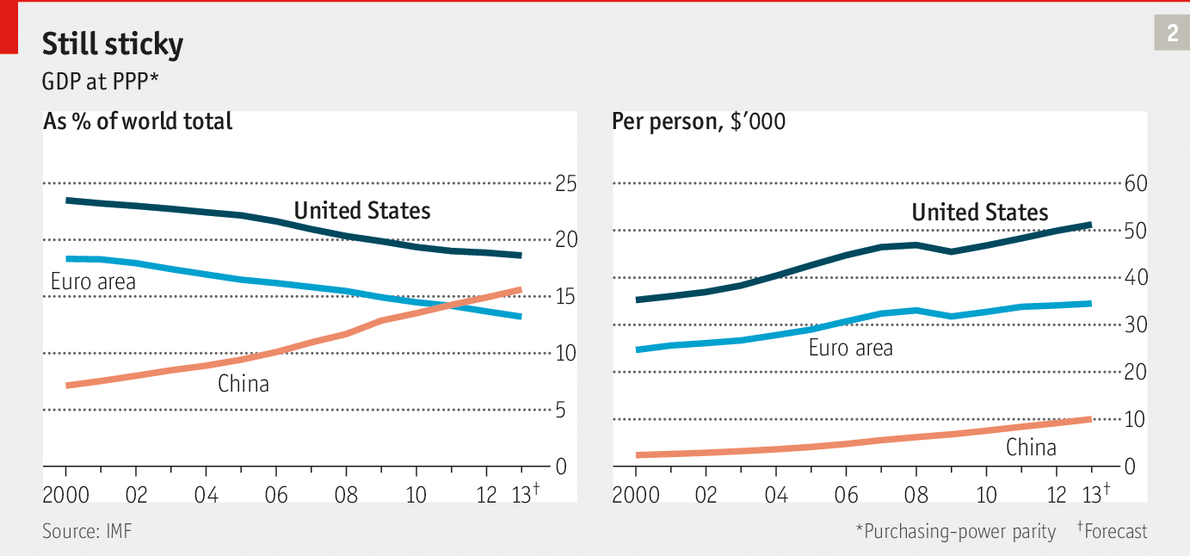 Still sticky
2
GDP at PPP*
As % of world total
25
United States
20
Euro area
15
10
China
5
0
2000 02 04 06 08 10 12 13†
Per person, $’000
60
United States
50
40
30
Euro area
20
10
China
0
2000 02 04 06 08 10 12 13†
Source: IMF
*Purchasing-power parity †Forecast